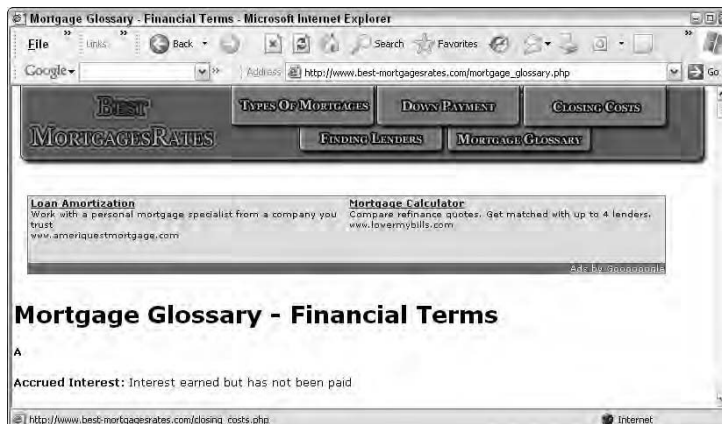 Mortgage Glossary - Financial Terms - Microsoft Internet Explorer
File » Links » Back Search Favorites »
Google » Address http://www.best-mortgagesrates.com/mortgage_glossary.php Go
BEST
MORTGAGESRATES
TYPES OF MORTGAGES DOWN PAYMENT CLOSING COSTS
FINDING LENDERS MORTGAGE GLOSSARY
Loan Amortization
Work with a personal mortgage specialist from a company you
trust
www.ameriquestmortgage.com
Mortgage Calculator
Compare refinance quotes. Get matched with up to 4 lenders.
www.lowermybills.com
Ads by Goooooogle
Mortgage Glossary - Financial Terms
A
Accrued Interest: Interest earned but has not been paid
http://www.best-mortgagesrates.com/closing_costs.php Internet